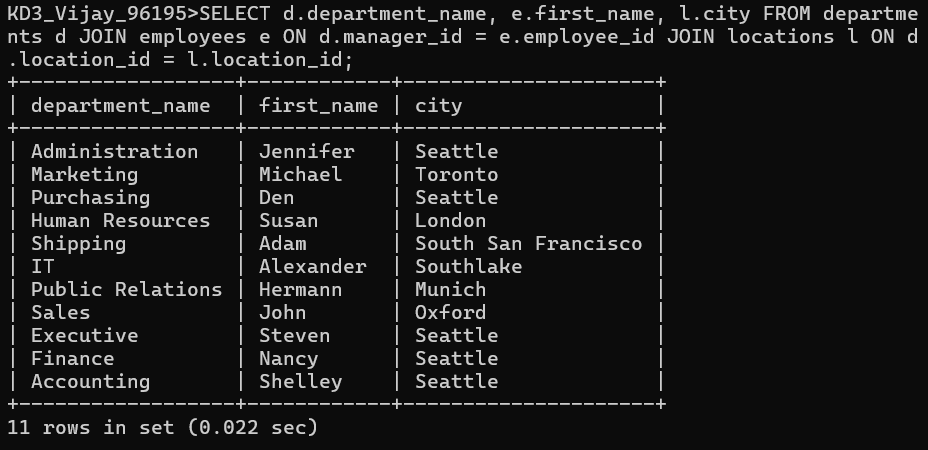 KD3_Vijay_96195>SELECT d.department_name, e.first_name, l.city FROM departme
nts d JOIN employees e ON d.manager_id = e.employee_id JOIN locations l ON d
.location_id = l.location_id;
+------------------+------------+---------------------+
| department_name  | first_name | city                |
+------------------+------------+---------------------+
| Administration   | Jennifer   | Seattle             |
| Marketing        | Michael    | Toronto             |
| Purchasing       | Den        | Seattle             |
| Human Resources  | Susan      | London              |
| Shipping         | Adam       | South San Francisco |
| IT               | Alexander  | Southlake           |
| Public Relations | Hermann    | Munich              |
| Sales            | John       | Oxford              |
| Executive        | Steven     | Seattle             |
| Finance          | Nancy      | Seattle             |
| Accounting       | Shelley    | Seattle             |
+------------------+------------+---------------------+
11 rows in set (0.022 sec)